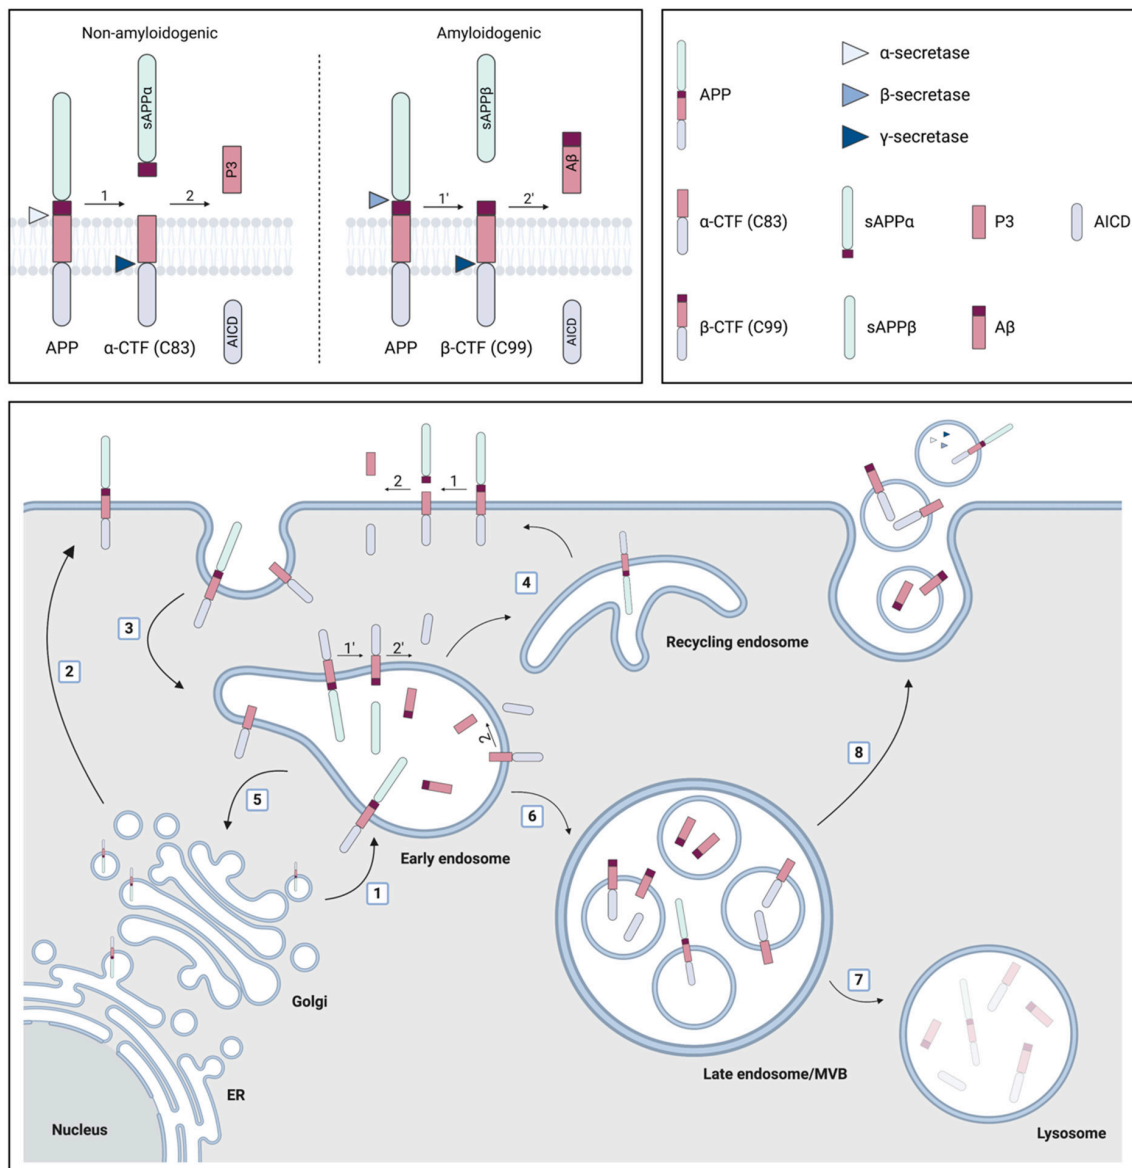 Non-amyloidogenic
Amyloidogenic
sAPPα
P3
1
2
AICD
APP
α-CTF (C83)
sAPPβ
Aβ
1'
2'
AICD
APP
β-CTF (C99)
APP
α-secretase
β-secretase
γ-secretase
α-CTF (C83)
sAPPα
P3
AICD
β-CTF (C99)
sAPPβ
Aβ
2
1
4
3
Recycling endosome
2
1'
2'
2
8
5
6
Early endosome
1
Golgi
7
Late endosome/MVB
ER
Nucleus
Lysosome